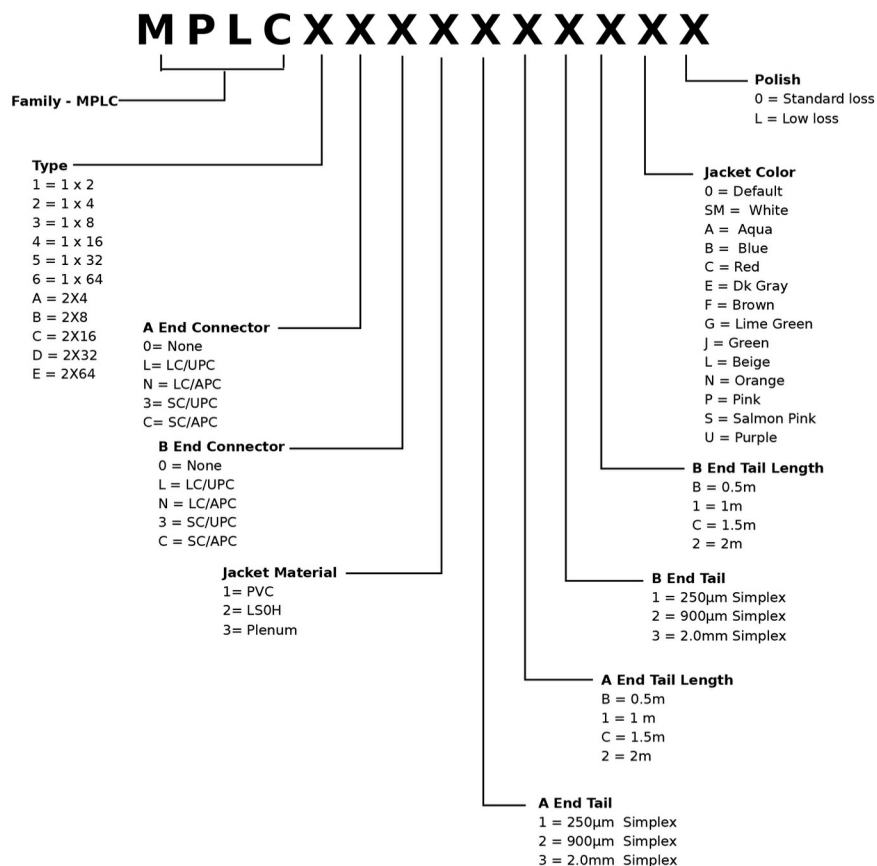 MPLCXXXXXXXXXX
Family - MPLC
Polish
0 = Standard loss
L = Low loss
Type
1 = 1 x 2
2 = 1 x 4
3 = 1 x 8
4 = 1 x 16
5 = 1 x 32
6 = 1 x 64
A = 2X4
B = 2X8
C = 2X16
D = 2X32
E = 2X64
Jacket Color
0 = Default
SM =  White
A =  Aqua
B =  Blue
C = Red
E = Dk Gray
F = Brown
G = Lime Green
J = Green
L = Beige
N = Orange
P = Pink
S = Salmon Pink
U = Purple
A End Connector
0= None
L= LC/UPC
N = LC/APC
3= SC/UPC
C= SC/APC
B End Connector
0 = None
L = LC/UPC
N = LC/APC
3 = SC/UPC
C = SC/APC
B End Tail Length
B = 0.5m
1 = 1m
C = 1.5m
2 = 2m
Jacket Material
1= PVC
2= LS0H
3= Plenum
B End Tail
1 = 250µm Simplex
2 = 900µm Simplex
3 = 2.0mm Simplex
A End Tail Length
B = 0.5m
1 = 1 m
C = 1.5m
2 = 2m
A End Tail
1 = 250µm  Simplex
2 = 900µm  Simplex
3 = 2.0mm  Simplex